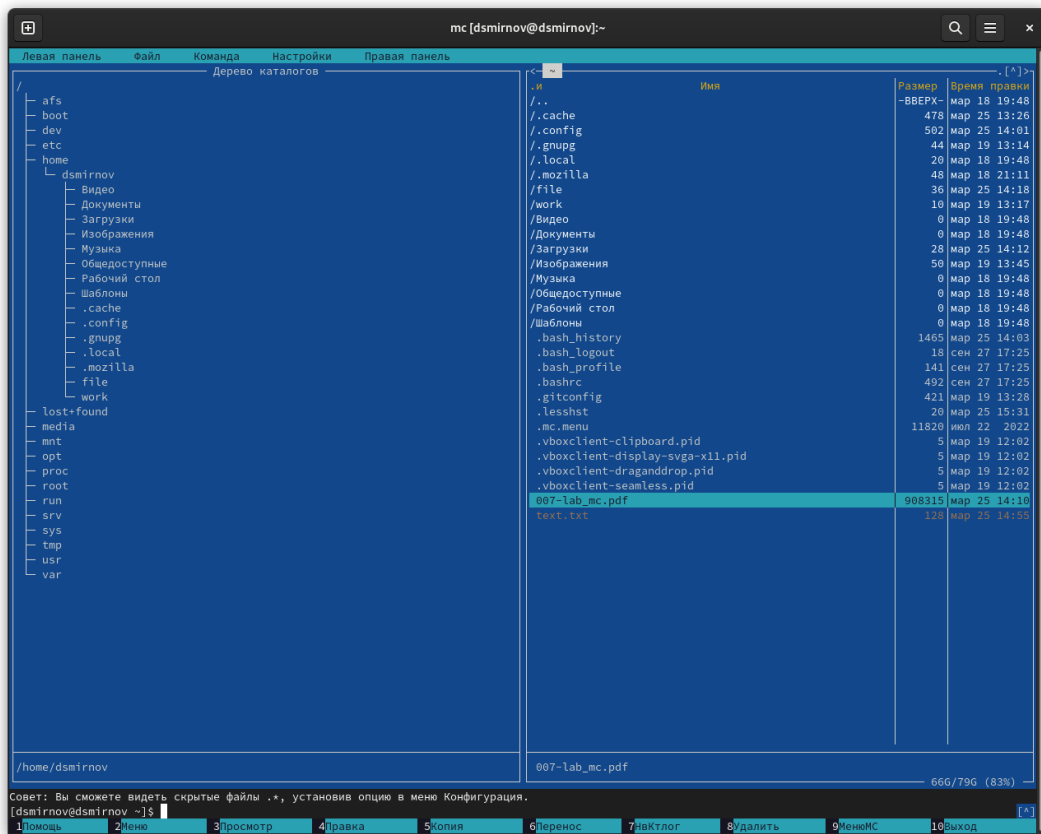 mc [dsmirnov@dsmirnov]:~
Левая панель Файл Команда Настройки Правая панель
Дерево каталогов
/
afs
boot
dev
etc
home
dsmirnov
Видео
Документы
Загрузки
Изображения
Музыка
Общедоступные
Рабочий стол
Шаблоны
.cache
.config
.gnupg
.local
.mozilla
file
work
lost+found
media
mnt
opt
proc
root
run
srv
sys
tmp
usr
var
/home/dsmirnov
<─ ~ .[^]>
.и Имя Размер Время правки
/.. -ВВЕРХ- мар 18 19:48
/.cache 478 мар 25 13:26
/.config 502 мар 25 14:01
/.gnupg 44 мар 19 13:14
/.local 20 мар 18 19:48
/.mozilla 48 мар 18 21:11
/file 36 мар 25 14:18
/work 10 мар 19 13:17
/Видео 0 мар 18 19:48
/Документы 0 мар 18 19:48
/Загрузки 28 мар 25 14:12
/Изображения 50 мар 19 13:45
/Музыка 0 мар 18 19:48
/Общедоступные 0 мар 18 19:48
/Рабочий стол 0 мар 18 19:48
/Шаблоны 0 мар 18 19:48
.bash_history 1465 мар 25 14:03
.bash_logout 18 сен 27 17:25
.bash_profile 141 сен 27 17:25
.bashrc 492 сен 27 17:25
.gitconfig 421 мар 19 13:28
.lesshst 20 мар 25 15:31
.mc.menu 11820 июл 22 2022
.vboxclient-clipboard.pid 5 мар 19 12:02
.vboxclient-display-svga-x11.pid 5 мар 19 12:02
.vboxclient-draganddrop.pid 5 мар 19 12:02
.vboxclient-seamless.pid 5 мар 19 12:02
007-lab_mc.pdf 908315 мар 25 14:10
text.txt 128 мар 25 14:55
007-lab_mc.pdf
66G/79G (83%)
Совет: Вы сможете видеть скрытые файлы .*, установив опцию в меню Конфигурация.
[dsmirnov@dsmirnov ~]$ [^]
1Помощь 2Меню 3Просмотр 4Правка 5Копия 6Перенос 7НвКтлог 8Удалить 9МенюМС 10Выход